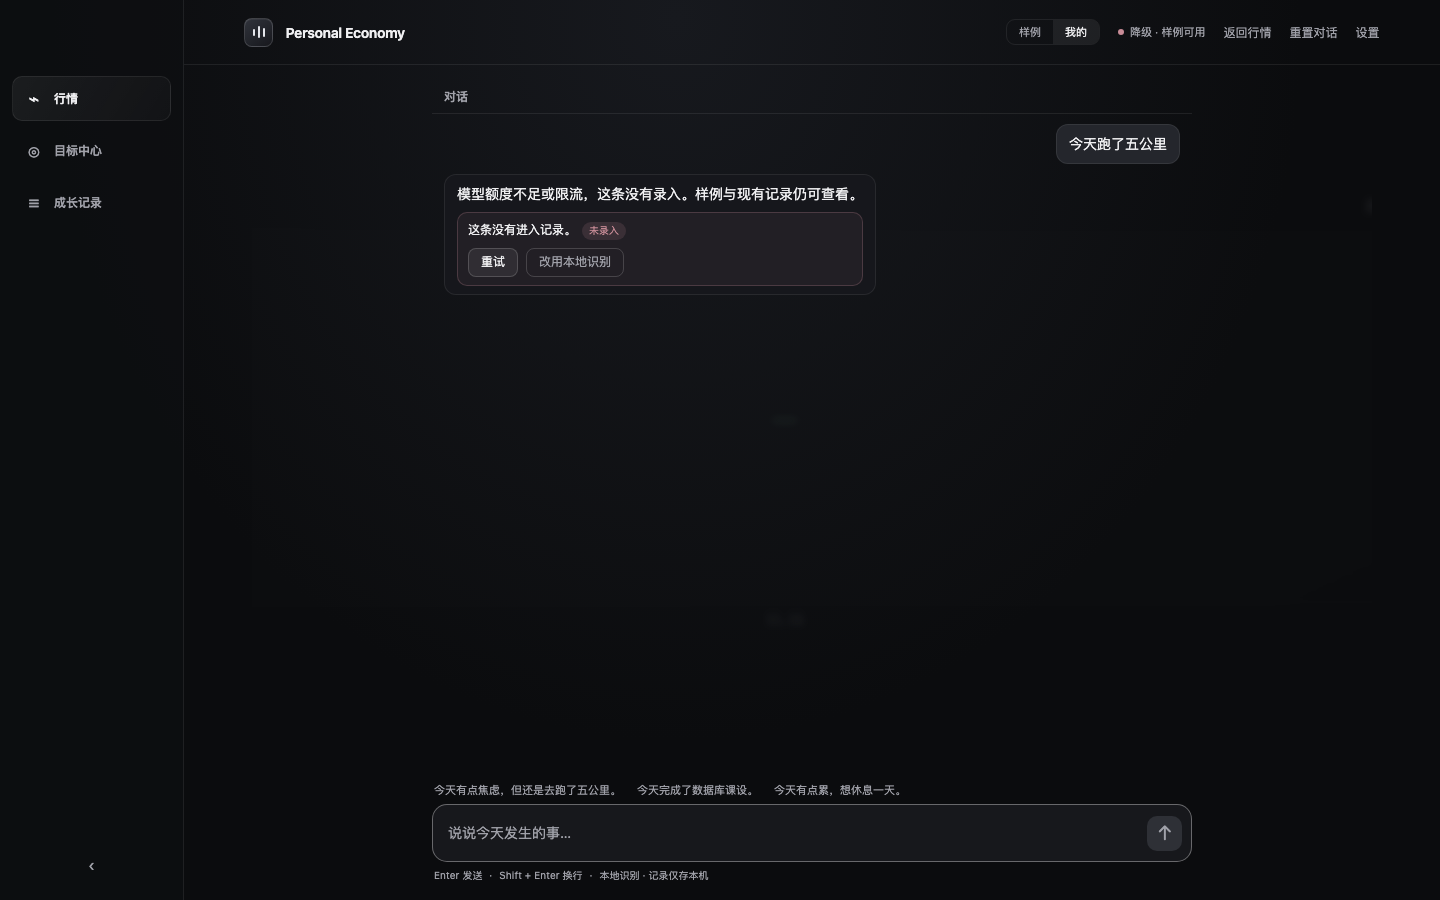 Personal Economy
样例 我的 降级 · 样例可用 返回行情 重置对话 设置
行情
目标中心
成长记录
对话
今天跑了五公里
模型额度不足或限流，这条没有录入。样例与现有记录仍可查看。
这条没有进入记录。 未录入
重试 改用本地识别
今天有点焦虑，但还是去跑了五公里。 今天完成了数据库课设。 今天有点累，想休息一天。
说说今天发生的事...
Enter 发送 · Shift + Enter 换行 · 本地识别 · 记录仅存本机